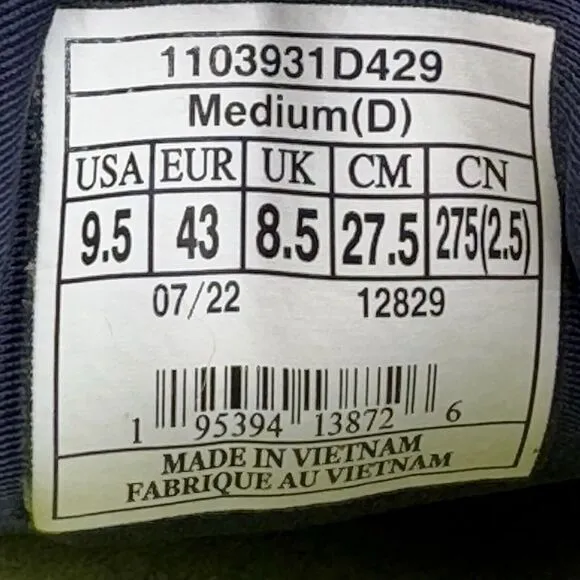 1103931D429
Medium(D)
USA EUR UK CM CN
9.5 43 8.5 27.5 275(2.5)
07/22 12829
1 95394 13872 6
MADE IN VIETNAM
FABRIQUE AU VIETNAM